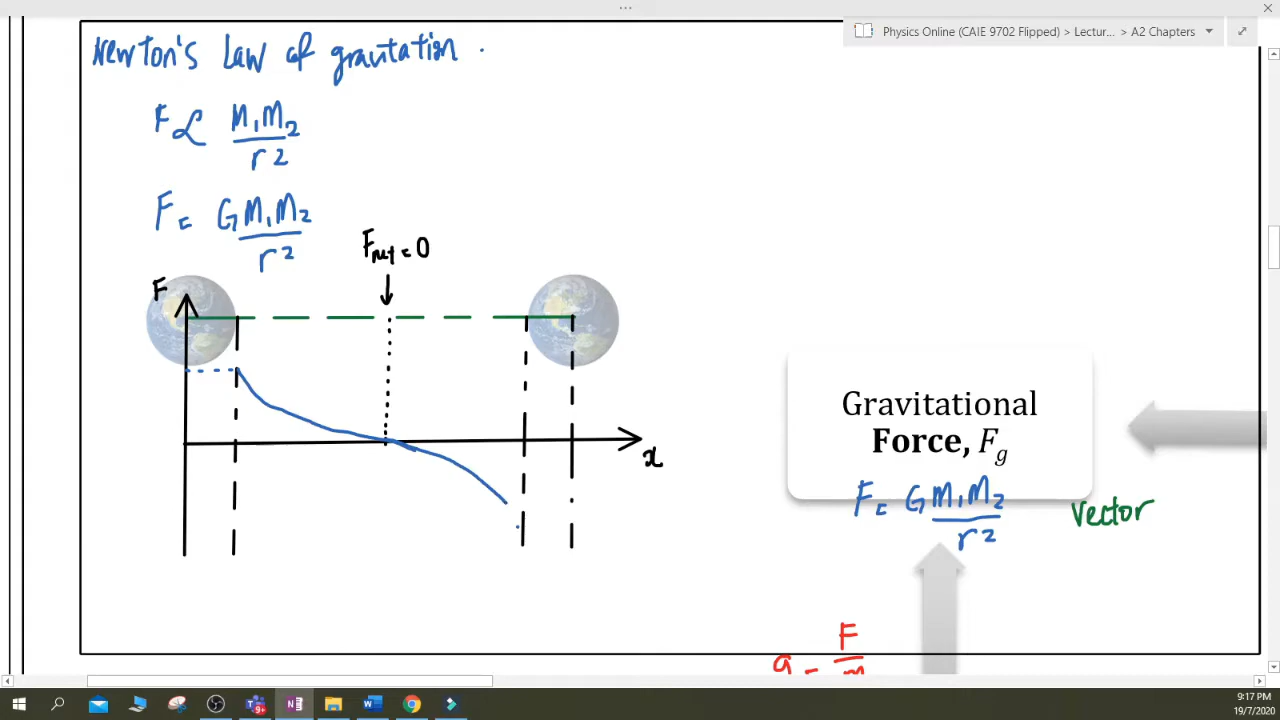 Physics Online (CAIE 9702 Flipped) > Lectur... > A2 Chapters
Newton's Law of gravitation.
F ∝ M₁M₂/r²
F = GM₁M₂/r²
Fnet = 0
F
x
Gravitational
Force, Fg
F = GM₁M₂/r²
Vector
g = F/m
9:17 PM
19/7/2020